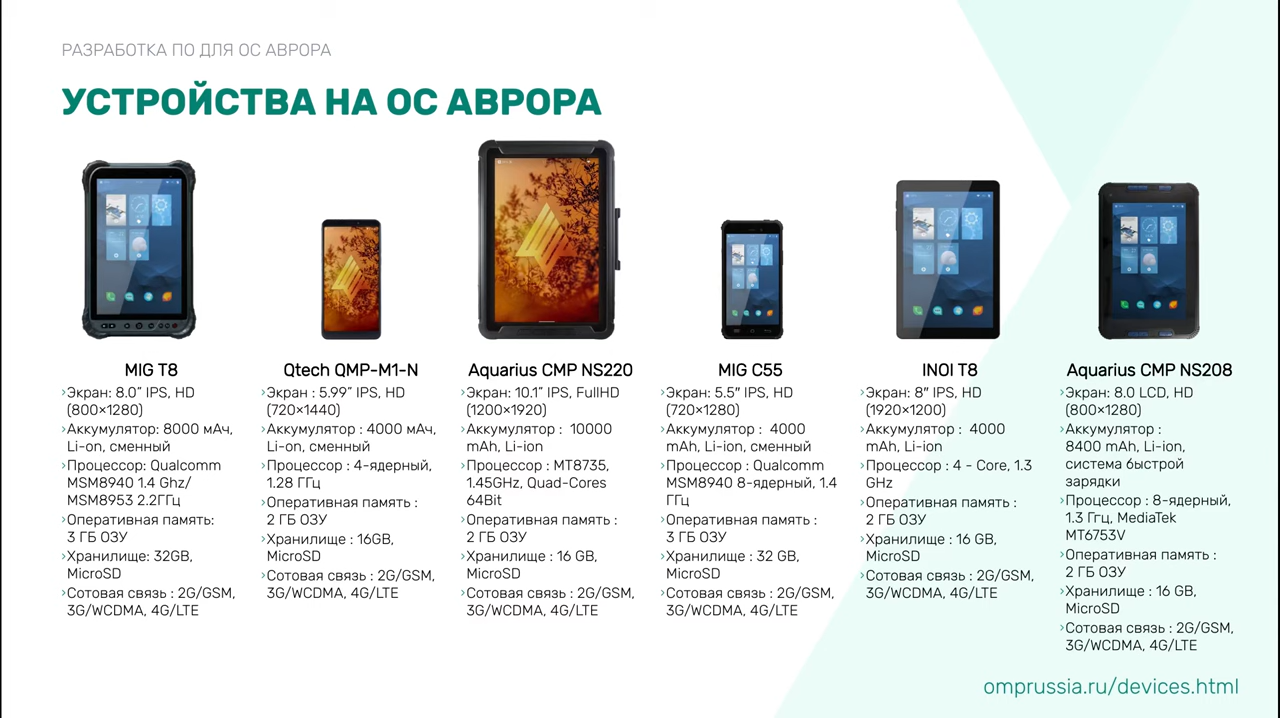 РАЗРАБОТКА ПО ДЛЯ ОС АВРОРА
УСТРОЙСТВА НА ОС АВРОРА
MIG T8
›Экран: 8.0” IPS, HD
(800×1280)
›Аккумулятор: 8000 мАч,
Li-on, сменный
›Процессор: Qualcomm
MSM8940 1.4 Ghz/
MSM8953 2.2ГГц
›Оперативная память:
3 ГБ ОЗУ
›Хранилище: 32GB,
MicroSD
›Сотовая связь : 2G/GSM,
3G/WCDMA, 4G/LTE
Qtech QMP-M1-N
›Экран : 5.99” IPS, HD
(720×1440)
›Аккумулятор : 4000 мАч,
Li-on, сменный
›Процессор : 4-ядерный,
1.28 ГГц
›Оперативная память :
2 ГБ ОЗУ
›Хранилище : 16GB,
MicroSD
›Сотовая связь : 2G/GSM,
3G/WCDMA, 4G/LTE
Aquarius CMP NS220
›Экран: 10.1” IPS, FullHD
(1200×1920)
›Аккумулятор : 10000
mAh, Li-ion
›Процессор : MT8735,
1.45GHz, Quad-Cores
64Bit
›Оперативная память :
2 ГБ ОЗУ
›Хранилище : 16 GB,
MicroSD
›Сотовая связь : 2G/GSM,
3G/WCDMA, 4G/LTE
MIG C55
›Экран: 5.5″ IPS, HD
(720×1280)
›Аккумулятор : 4000
mAh, Li-ion, сменный
›Процессор : Qualcomm
MSM8940 8-ядерный, 1.4
ГГц
›Оперативная память :
3 ГБ ОЗУ
›Хранилище : 32 GB,
MicroSD
›Сотовая связь : 2G/GSM,
3G/WCDMA, 4G/LTE
INOI T8
›Экран: 8″ IPS, HD
(1920×1200)
›Аккумулятор : 4000
mAh, Li-ion
›Процессор : 4 - Core, 1.3
GHz
›Оперативная память :
2 ГБ ОЗУ
›Хранилище : 16 GB,
MicroSD
›Сотовая связь : 2G/GSM,
3G/WCDMA, 4G/LTE
Aquarius CMP NS208
›Экран: 8.0 LCD, HD
(800×1280)
›Аккумулятор :
8400 mAh, Li-ion,
система быстрой
зарядки
›Процессор : 8-ядерный,
1.3 Ггц, MediaTek
MT6753V
›Оперативная память :
2 ГБ ОЗУ
›Хранилище : 16 GB,
MicroSD
›Сотовая связь : 2G/GSM,
3G/WCDMA, 4G/LTE
omprussia.ru/devices.html